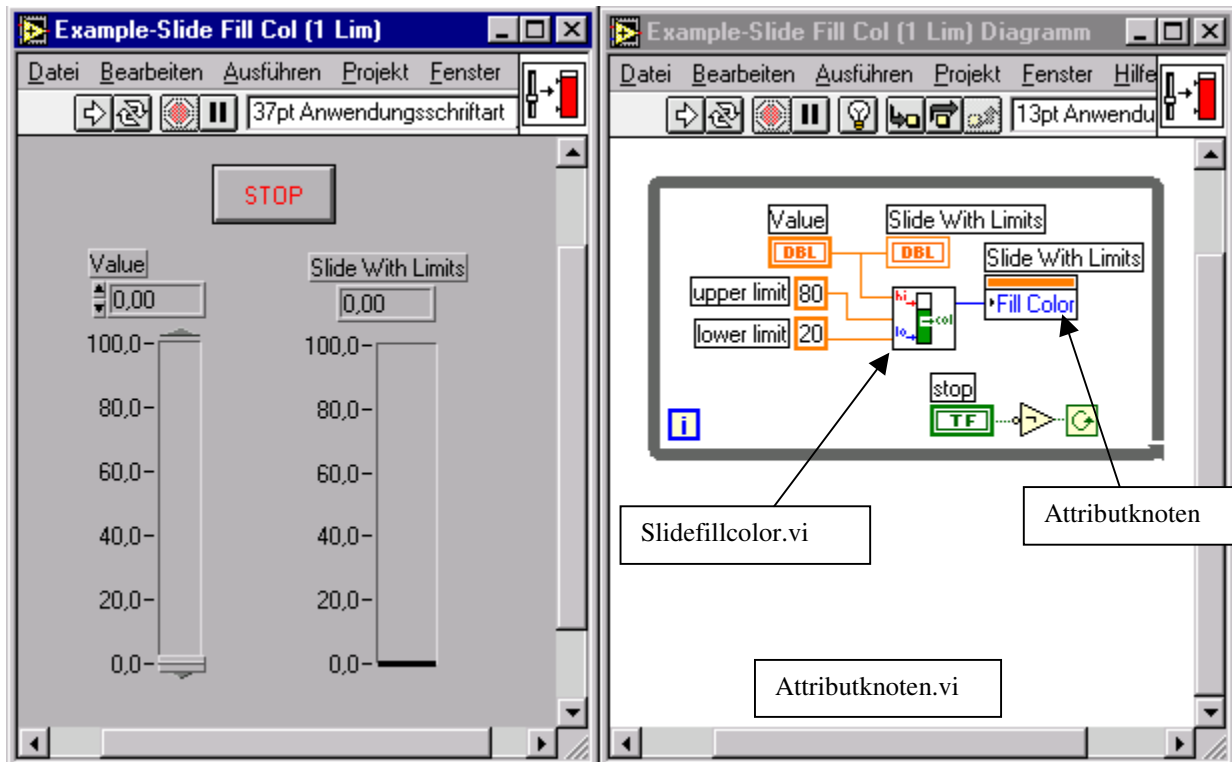 Example-Slide Fill Col (1 Lim)
Datei Bearbeiten Ausführen Projekt Fenster
37pt Anwendungsschriftart
STOP
Value
Slide With Limits
0,00
0,00
100,0
100,0
80,0
80,0
60,0
60,0
40,0
40,0
20,0
20,0
0,0
0,0
Example-Slide Fill Col (1 Lim) Diagramm
Datei Bearbeiten Ausführen Projekt Fenster Hilfe
13pt Anwendu
Value
Slide With Limits
DBL
DBL
Slide With Limits
upper limit 80
hi
Fill Color
col
lower limit 20
lo
stop
TF
i
Slidefillcolor.vi
Attributknoten
Attributknoten.vi